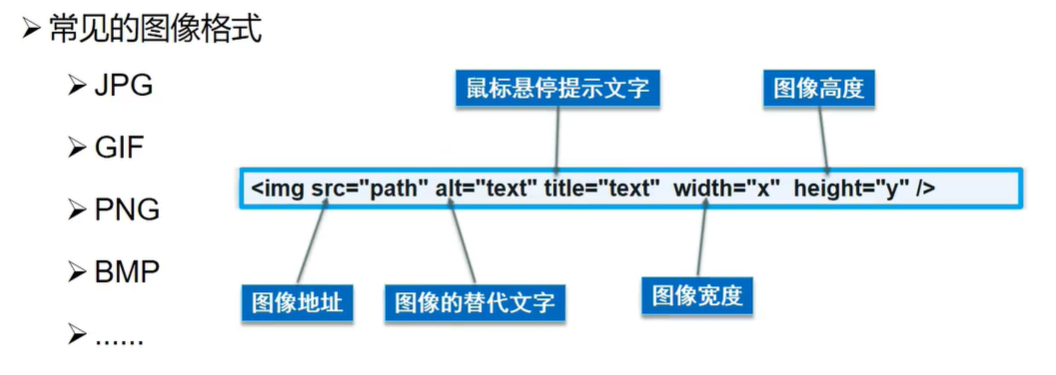 常见的图像格式
JPG
GIF
PNG
BMP
......
鼠标悬停提示文字
图像高度
<img src="path" alt="text" title="text"  width="x"  height="y" />
图像地址
图像的替代文字
图像宽度